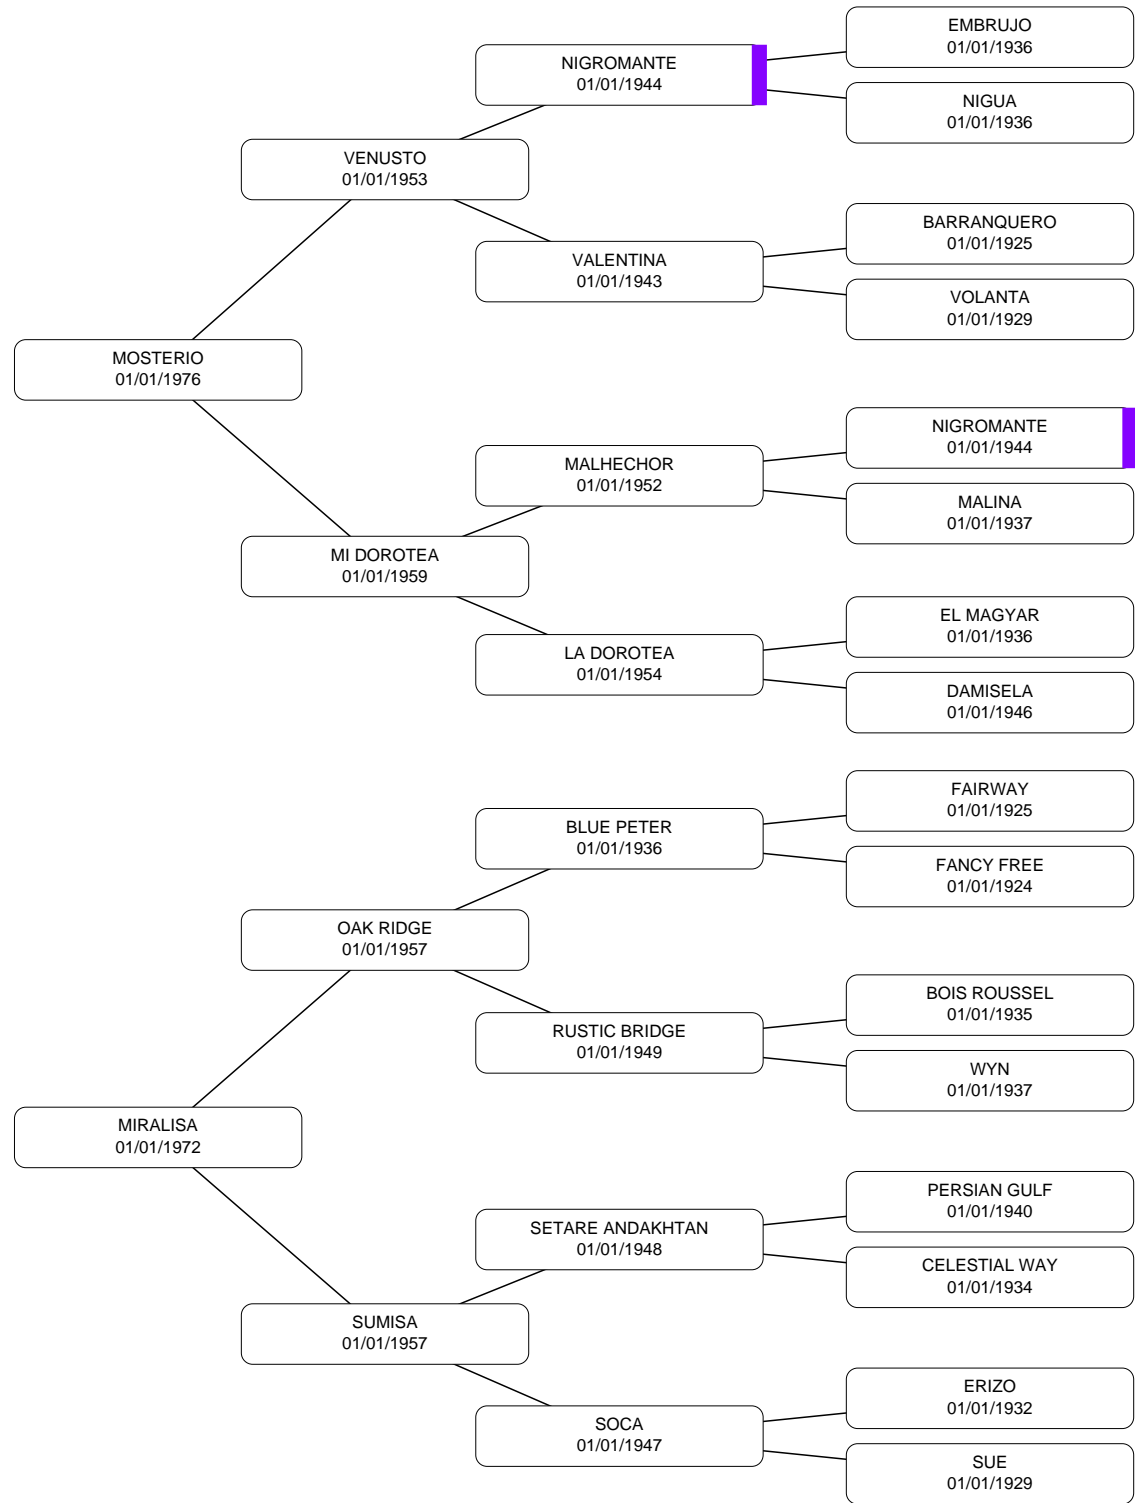 EMBRUJO
01/01/1936
NIGROMANTE
01/01/1944
NIGUA
01/01/1936
VENUSTO
01/01/1953
BARRANQUERO
01/01/1925
VALENTINA
01/01/1943
VOLANTA
01/01/1929
MOSTERIO
01/01/1976
NIGROMANTE
01/01/1944
MALHECHOR
01/01/1952
MALINA
01/01/1937
MI DOROTEA
01/01/1959
EL MAGYAR
01/01/1936
LA DOROTEA
01/01/1954
DAMISELA
01/01/1946
FAIRWAY
01/01/1925
BLUE PETER
01/01/1936
FANCY FREE
01/01/1924
OAK RIDGE
01/01/1957
BOIS ROUSSEL
01/01/1935
RUSTIC BRIDGE
01/01/1949
WYN
01/01/1937
MIRALISA
01/01/1972
PERSIAN GULF
01/01/1940
SETARE ANDAKHTAN
01/01/1948
CELESTIAL WAY
01/01/1934
SUMISA
01/01/1957
ERIZO
01/01/1932
SOCA
01/01/1947
SUE
01/01/1929